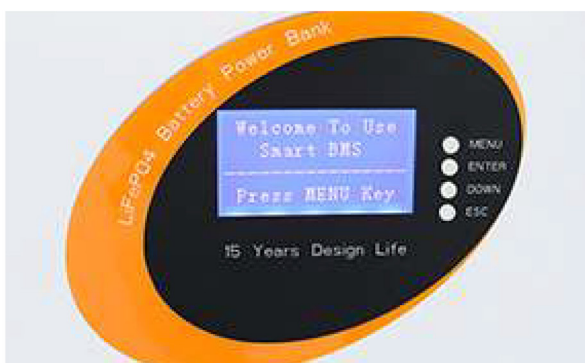 LiFePO4 Battery Power Bank
Welcome To Use
Smart BMS
Press MENU Key
MENU
ENTER
DOWN
ESC
15 Years Design Life